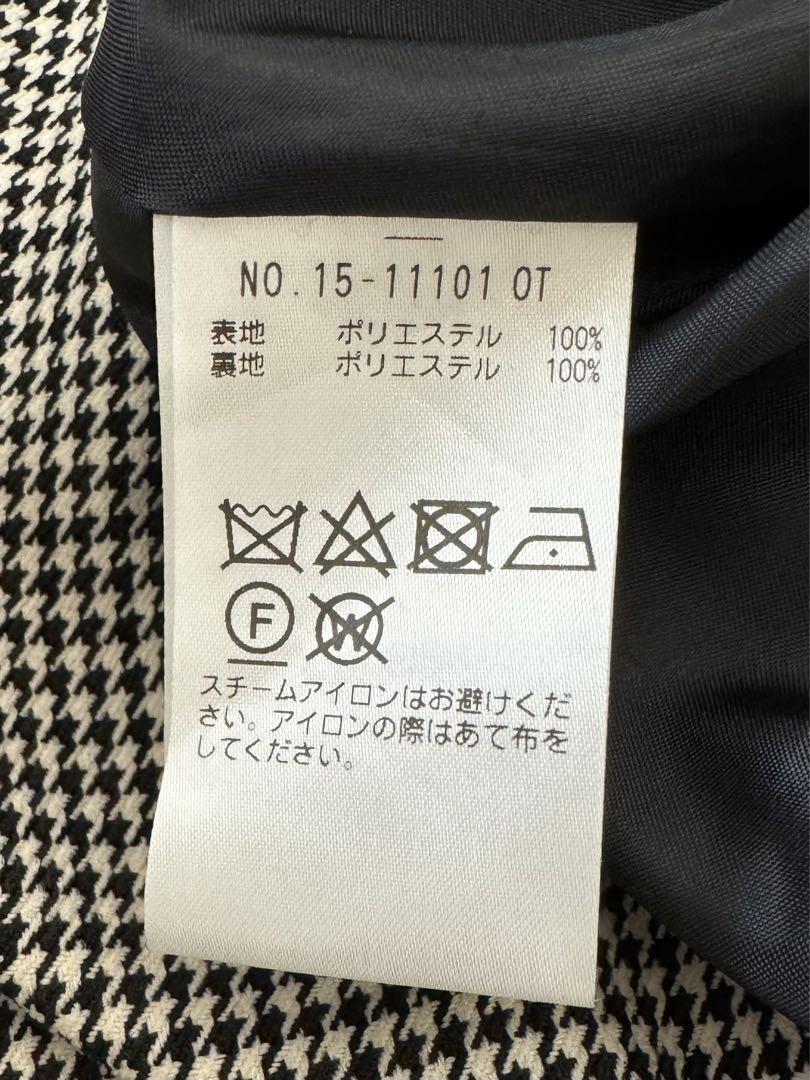 NO.15-11101 OT
表地 ポリエステル 100%
裏地 ポリエステル 100%
F W
スチームアイロンはお避けくだ
さい。アイロンの際はあて布を
してください。